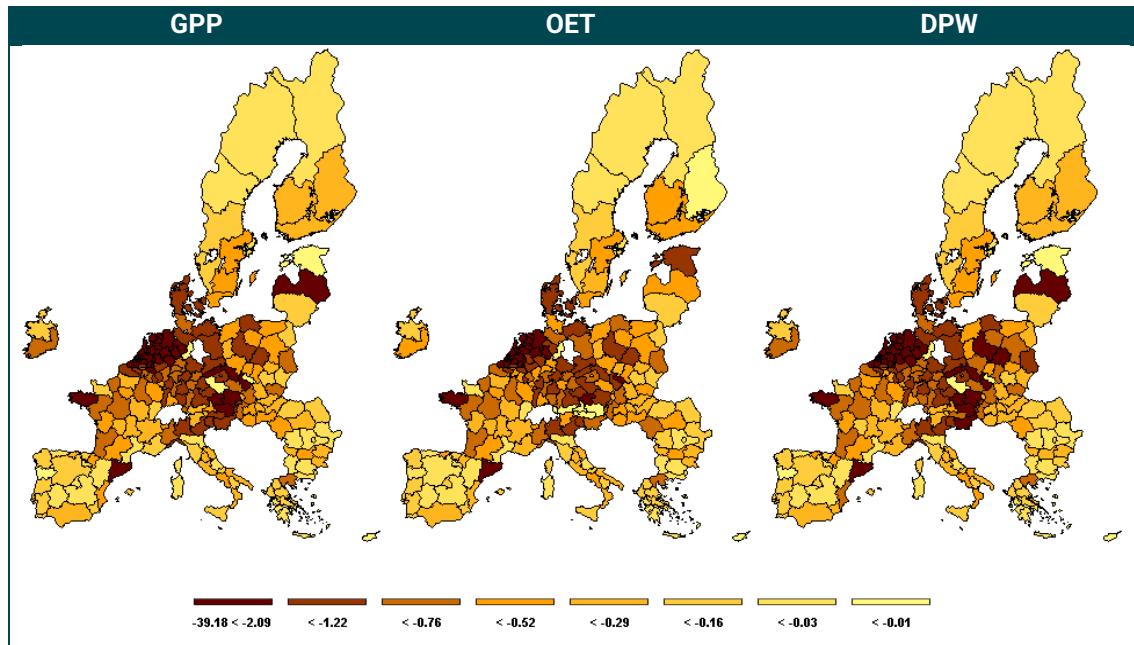 GPP OET DPW
-39.18 < -2.09 < -1.22 < -0.76 < -0.52 < -0.29 < -0.16 < -0.03 < -0.01